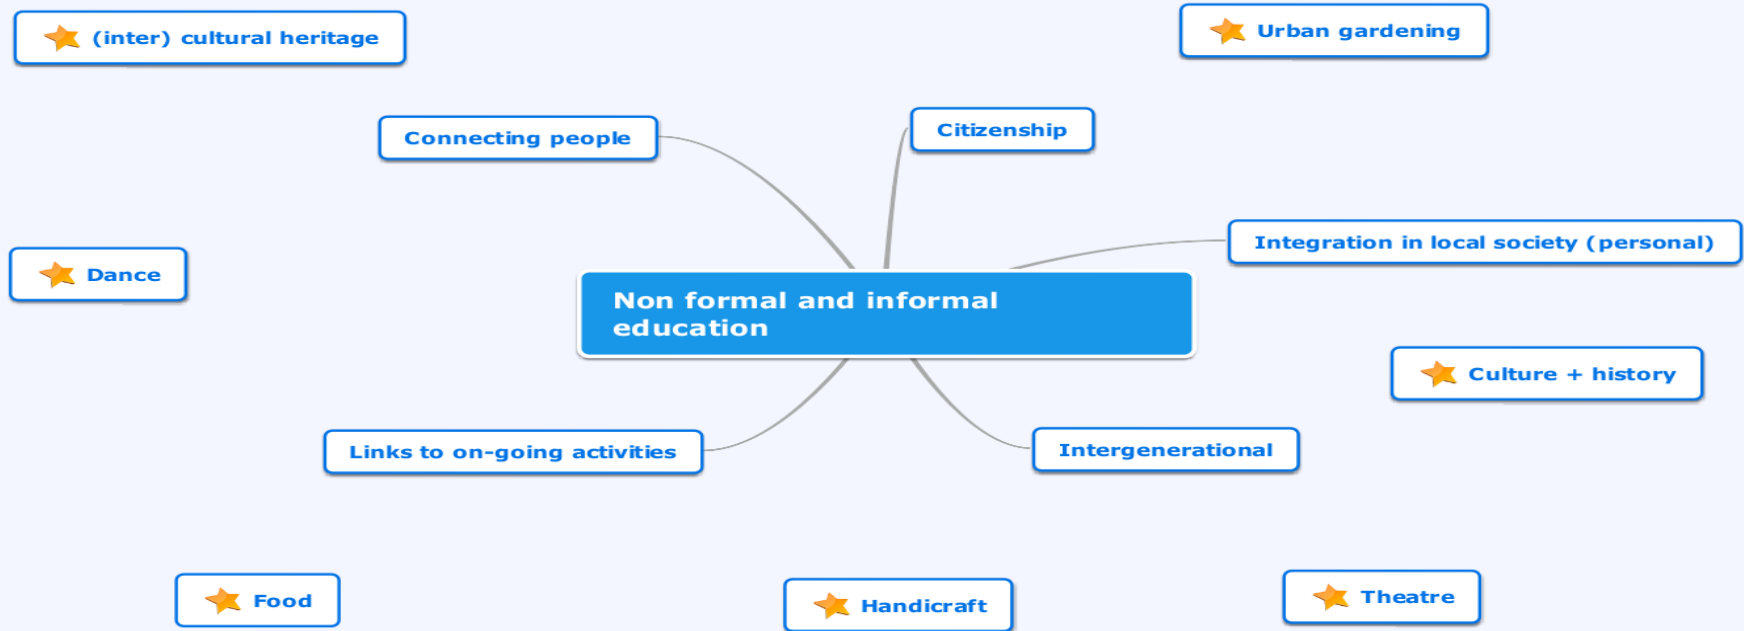 (inter) cultural heritage
Urban gardening
Connecting people
Citizenship
Integration in local society (personal)
Dance
Non formal and informal
education
Culture + history
Links to on-going activities
Intergenerational
Food
Handicraft
Theatre